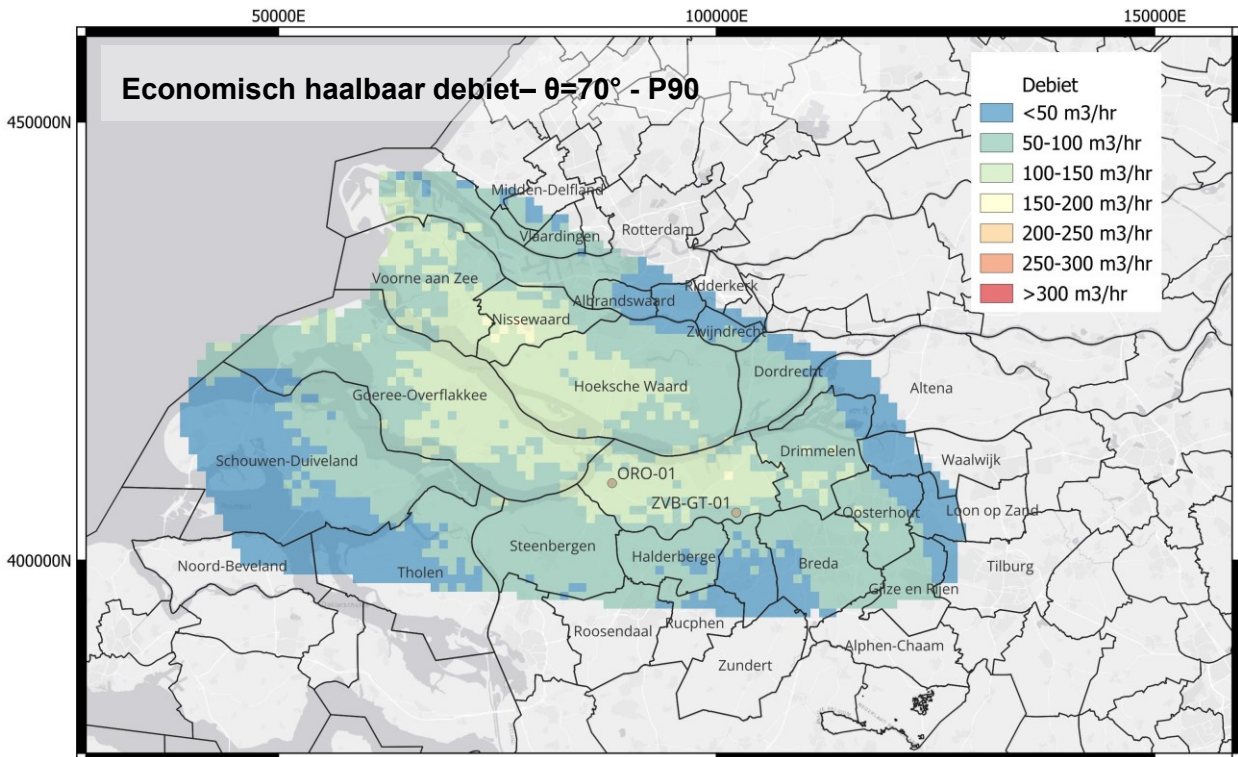 50000E
100000E
150000E
Economisch haalbaar debiet– θ=70° - P90
Debiet
<50 m3/hr
50-100 m3/hr
100-150 m3/hr
150-200 m3/hr
200-250 m3/hr
250-300 m3/hr
>300 m3/hr
450000N
400000N
Midden-Delfland
Vlaardingen
Rotterdam
Voorne aan Zee
Ridderkerk
Albrandswaard
Nissewaard
Zwijndrecht
Dordrecht
Hoeksche Waard
Altena
Goeree-Overflakkee
Drimmelen
Waalwijk
Schouwen-Duiveland
ORO-01
ZVB-GT-01
Oosterhout
Loon op Zand
Steenbergen
Halderberge
Breda
Noord-Beveland
Tholen
Tilburg
Gilze en Rijen
Roosendaal
Rucphen
Alphen-Chaam
Zundert